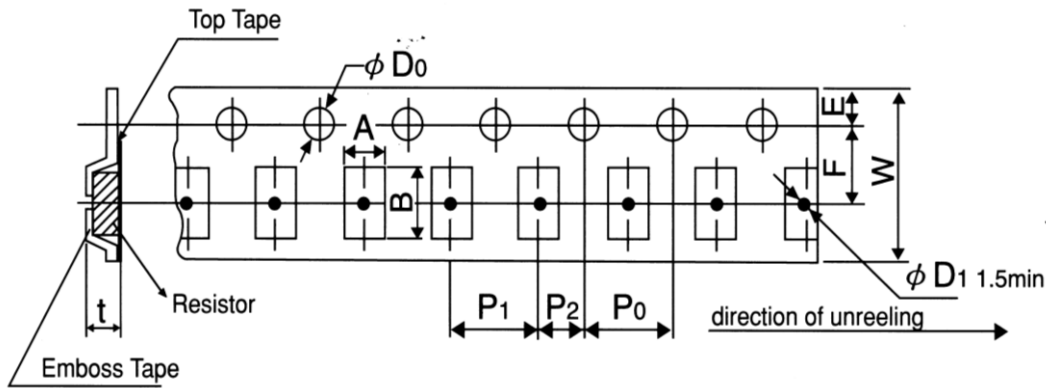 Top Tape
φ D0
A
B
E
F
W
t
Resistor
Emboss Tape
P1
P2
P0
φ D1 1.5min
direction of unreeling